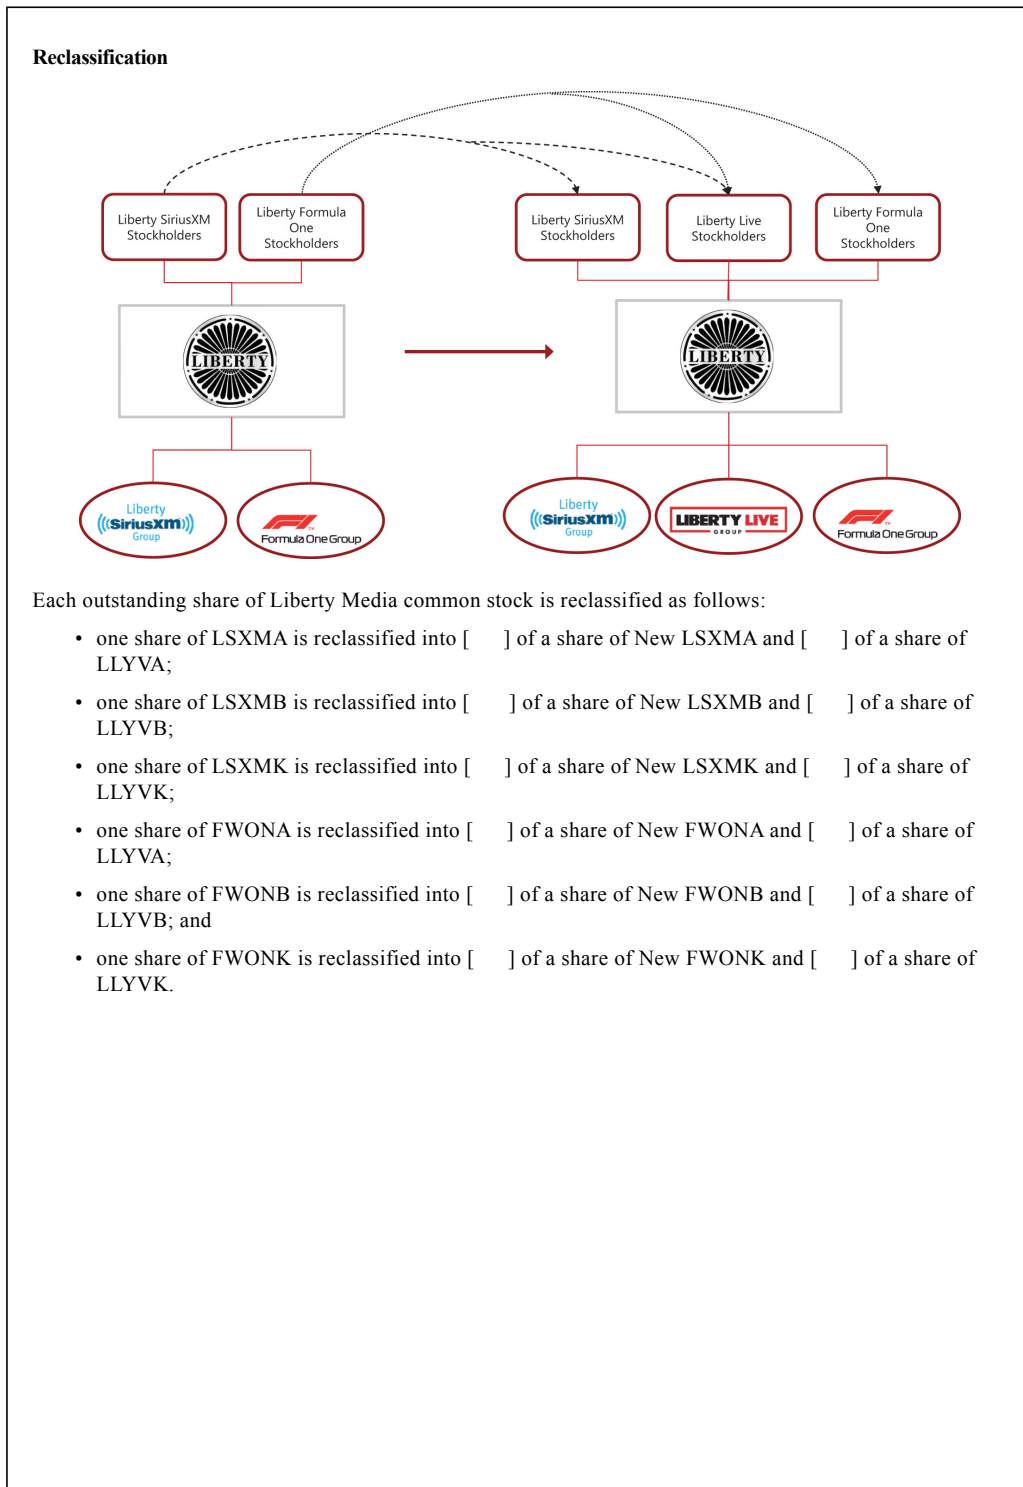 Reclassification
Liberty SiriusXM
Stockholders
Liberty Formula
One
Stockholders
Liberty SiriusXM
Stockholders
Liberty Live
Stockholders
Liberty Formula
One
Stockholders
LIBERTY
LIBERTY
Liberty
((SiriusXM))
Group
F1 TM
Formula One Group
Liberty
((SiriusXM))
Group
LIBERTY LIVE
GROUP
F1 TM
Formula One Group
Each outstanding share of Liberty Media common stock is reclassified as follows:
• one share of LSXMA is reclassified into [ ] of a share of New LSXMA and [ ] of a share of
LLYVA;
• one share of LSXMB is reclassified into [ ] of a share of New LSXMB and [ ] of a share of
LLYVB;
• one share of LSXMK is reclassified into [ ] of a share of New LSXMK and [ ] of a share of
LLYVK;
• one share of FWONA is reclassified into [ ] of a share of New FWONA and [ ] of a share of
LLYVA;
• one share of FWONB is reclassified into [ ] of a share of New FWONB and [ ] of a share of
LLYVB; and
• one share of FWONK is reclassified into [ ] of a share of New FWONK and [ ] of a share of
LLYVK.